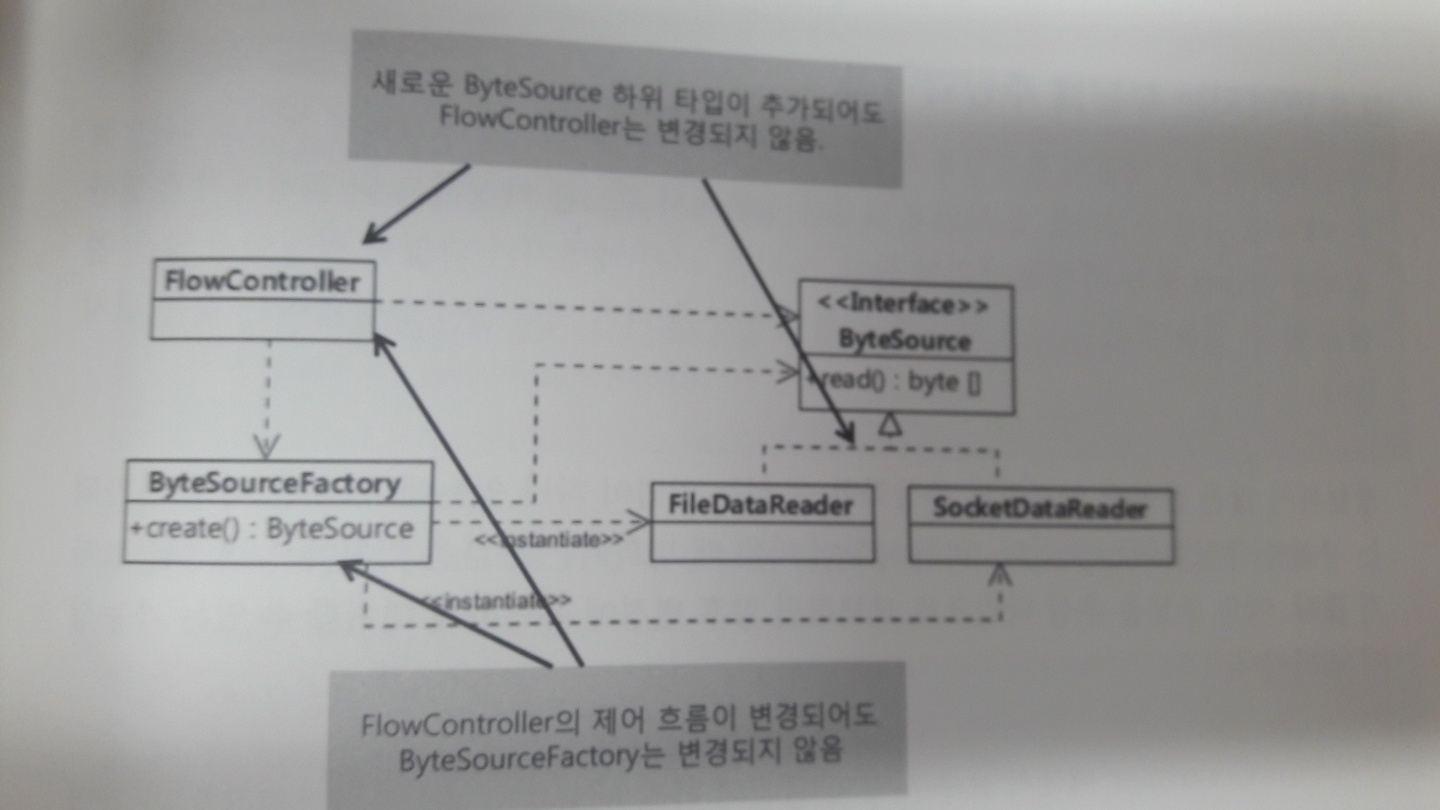 새로운 ByteSource 하위 타입이 추가되어도
FlowController는 변경되지 않음.
FlowController
<<Interface>>
ByteSource
+read() : byte []
ByteSourceFactory
+create() : ByteSource
FileDataReader
SocketDataReader
<<instantiate>>
<<instantiate>>
FlowController의 제어 흐름이 변경되어도
ByteSourceFactory는 변경되지 않음